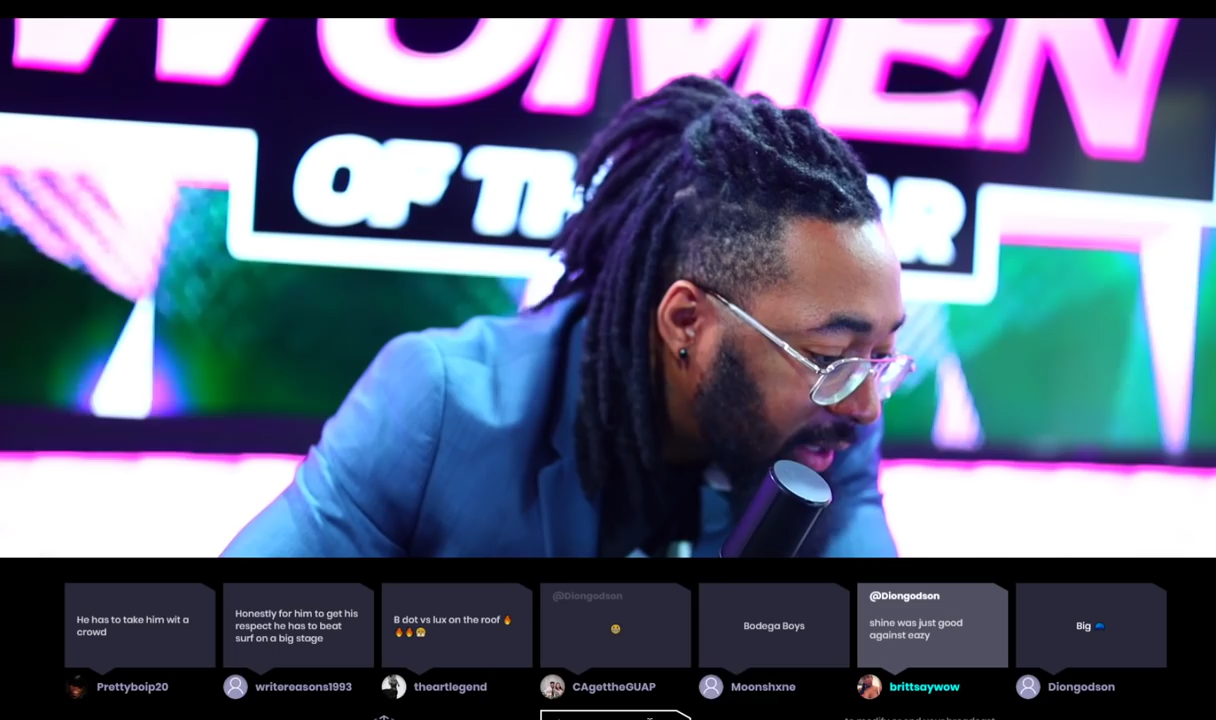 WOMEN
OF TH AR
He has to take him wit a
crowd
Honestly for him to get his
respect he has to beat
surf on a big stage
B dot vs lux on the roof 🔥
🔥🔥😤
@Diongodson
Bodega Boys
@Diongodson
shine was just good
against eazy
Big 🧢
Prettyboip20
writereasons1993
theartlegend
CAgettheGUAP
Moonshxne
brittsaywow
Diongodson